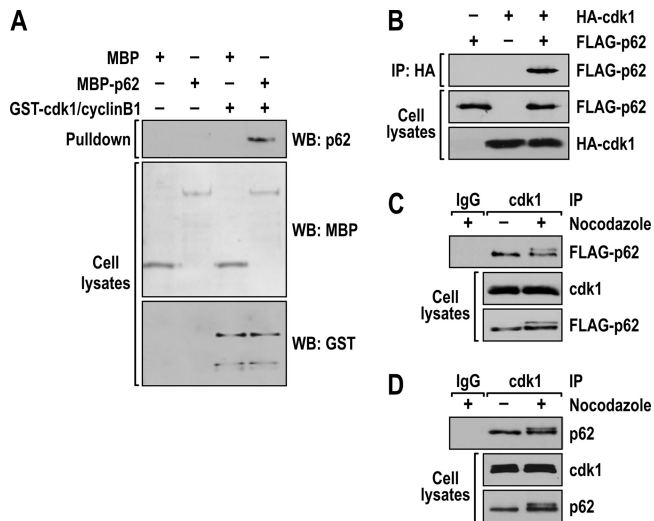 A
MBP + – + –
MBP-p62 – + – +
GST-cdk1/cyclinB1 – – + +
Pulldown WB: p62
Cell lysates WB: MBP
WB: GST
B
– + + HA-cdk1
+ – + FLAG-p62
IP: HA FLAG-p62
Cell lysates FLAG-p62
HA-cdk1
C
IgG cdk1 IP
+ – + Nocodazole
FLAG-p62
Cell lysates cdk1
FLAG-p62
D
IgG cdk1 IP
+ – + Nocodazole
p62
Cell lysates cdk1
p62